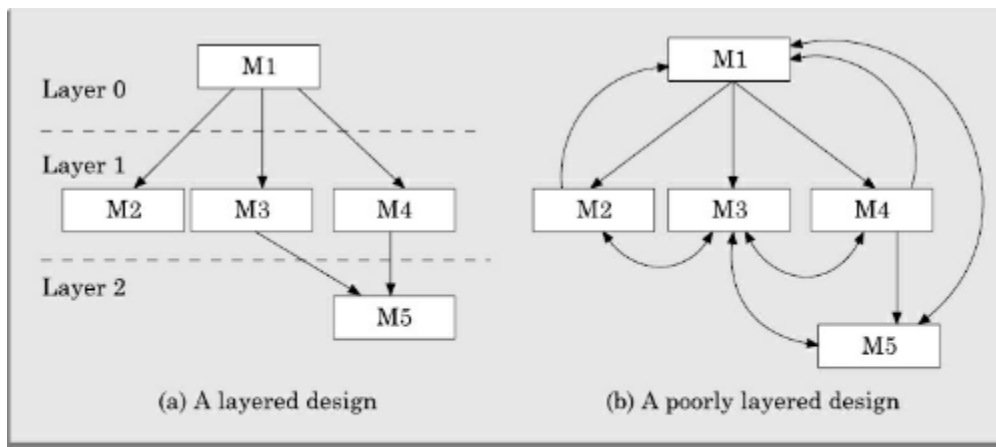 M1
Layer 0
Layer 1
M2 M3 M4
Layer 2
M5
(a) A layered design
M1
M2 M3 M4
M5
(b) A poorly layered design